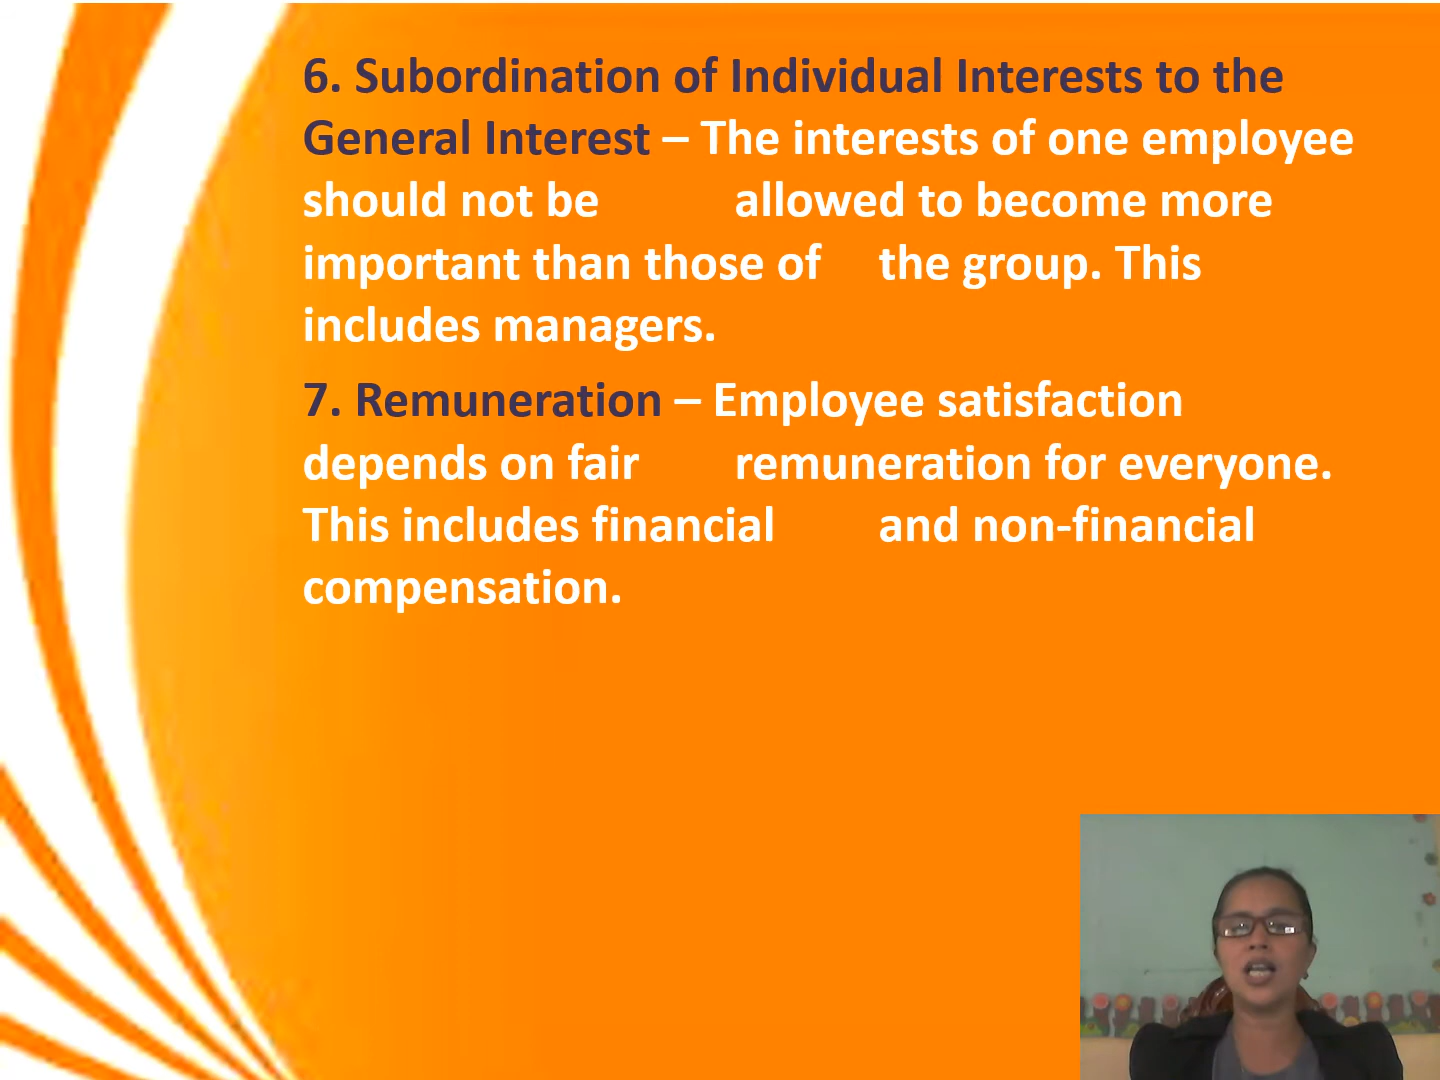 6. Subordination of Individual Interests to the
General Interest – The interests of one employee
should not be allowed to become more
important than those of the group. This
includes managers.
7. Remuneration – Employee satisfaction
depends on fair remuneration for everyone.
This includes financial and non-financial
compensation.